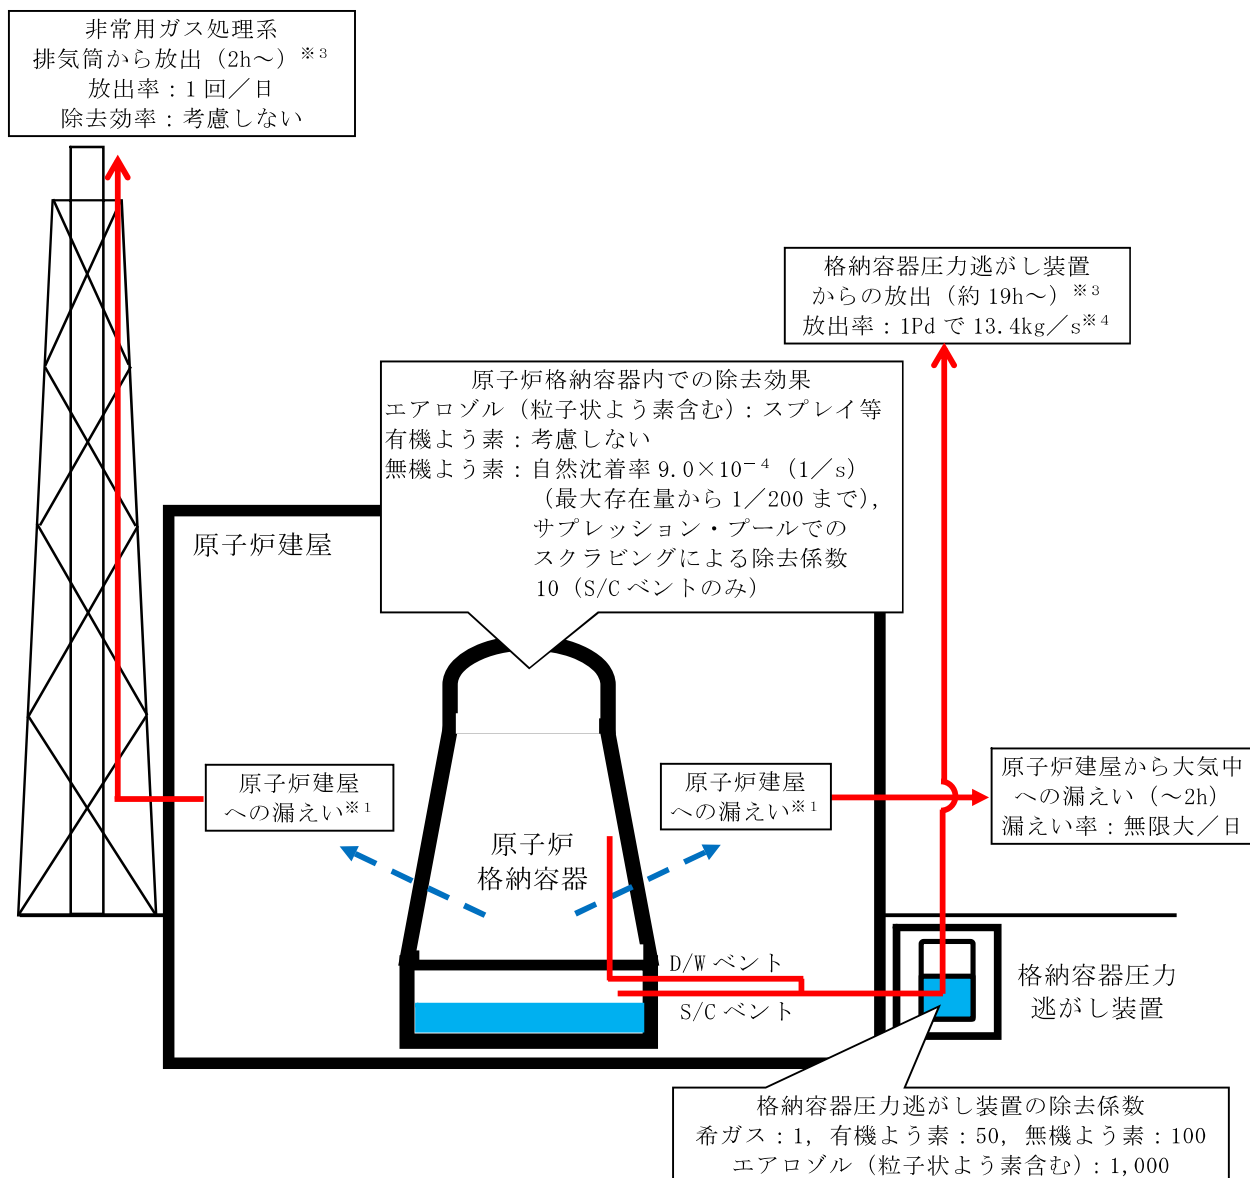 非常用ガス処理系
排気筒から放出（2h～）※3
放出率：1回／日
除去効率：考慮しない
格納容器圧力逃がし装置
からの放出（約19h～）※3
放出率：1Pdで13.4kg／s※4
原子炉格納容器内での除去効果
エアロゾル（粒子状よう素含む）：スプレイ等
有機よう素：考慮しない
無機よう素：自然沈着率9.0×10－4（1／s）
（最大存在量から1／200まで），
サプレッション・プールでの
スクラビングによる除去係数
10（S/Cベントのみ）
原子炉建屋
原子炉建屋
への漏えい※1
原子炉建屋
への漏えい※1
原子炉建屋から大気中
への漏えい（～2h）
漏えい率：無限大／日
原子炉
格納容器
D/Wベント
S/Cベント
格納容器圧力
逃がし装置
格納容器圧力逃がし装置の除去係数
希ガス：1，有機よう素：50，無機よう素：100
エアロゾル（粒子状よう素含む）：1,000